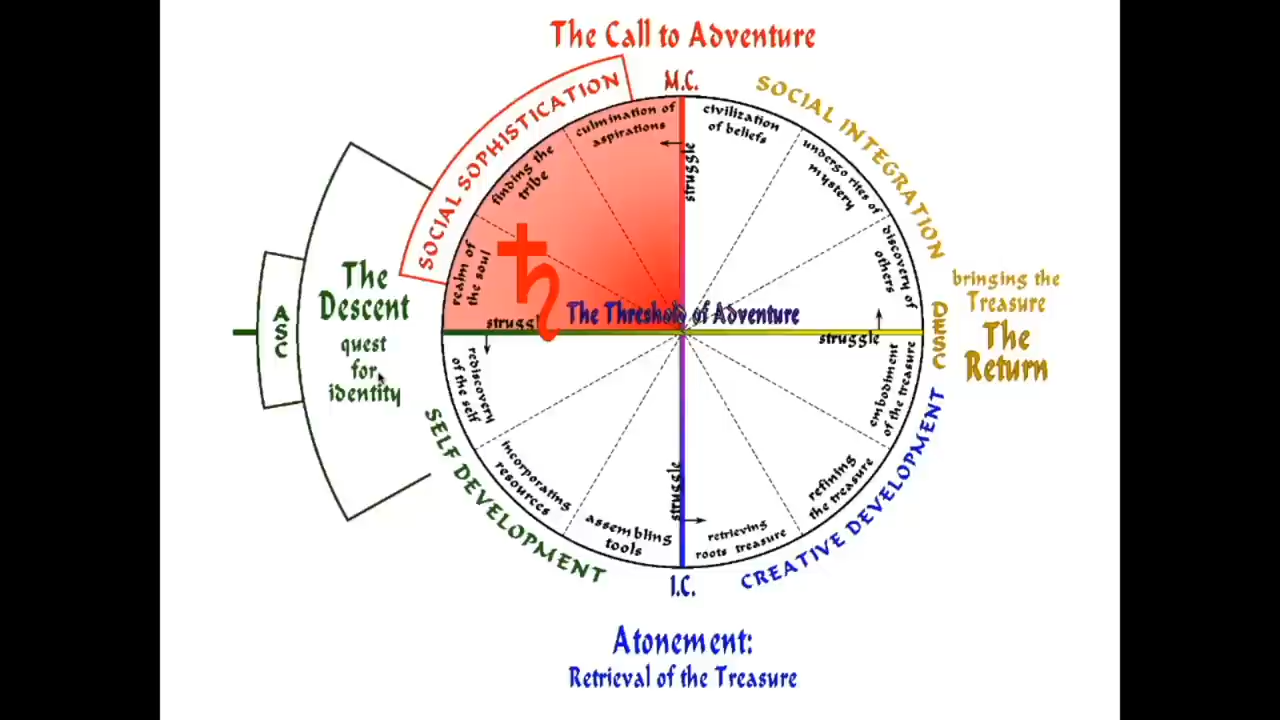 The Call to Adventure
M.C.
SOCIAL SOPHISTICATION
SOCIAL INTEGRATION
culmination of
aspirations
civilization
of beliefs
finding the
tribe
undergo rites of
mystery
realm of
the soul
discovery of
others
struggle
The Threshold of Adventure
struggl
struggle
ASC
The
Descent
quest
for
identity
DESC
bringing the
Treasure
The
Return
rediscovery
of the self
embodiment
of the treasure
incorporating
resources
refining
the treasure
assembling
tools
struggle
retrieving
roots treasure
SELF DEVELOPMENT
CREATIVE DEVELOPMENT
I.C.
Atonement:
Retrieval of the Treasure